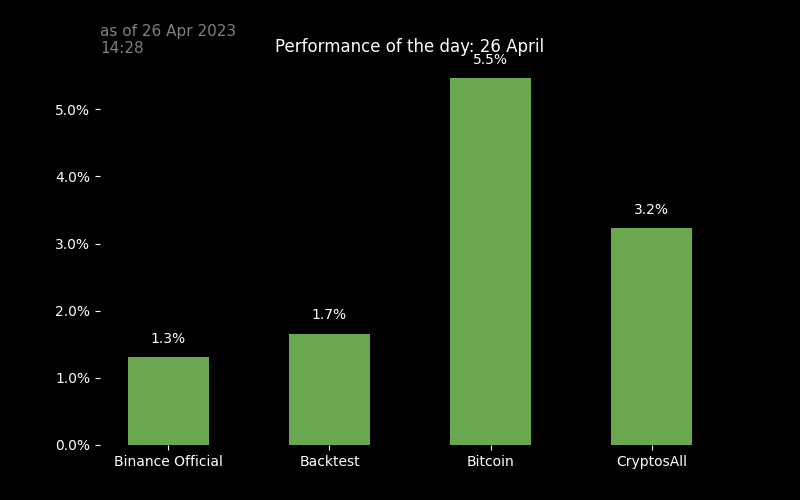 as of 26 Apr 2023
14:28
Performance of the day: 26 April
5.5%
5.0%
4.0%
3.2%
3.0%
2.0%
1.7%
1.3%
1.0%
0.0%
Binance Official
Backtest
Bitcoin
CryptosAll